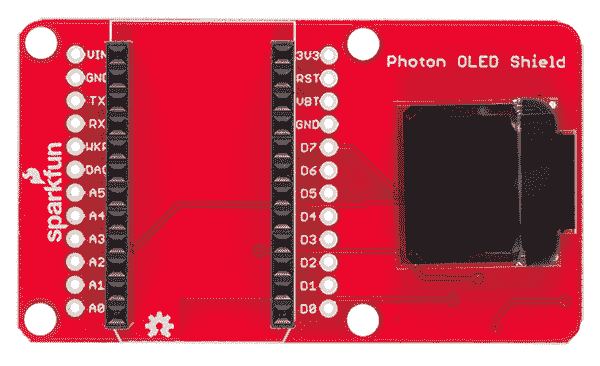 Photon OLED Shield
sparkfun
VIN
GND
TX
RX
WKP
DAC
A5
A4
A3
A2
A1
A0
3V3
RST
VBT
GND
D7
D6
D5
D4
D3
D2
D1
D0